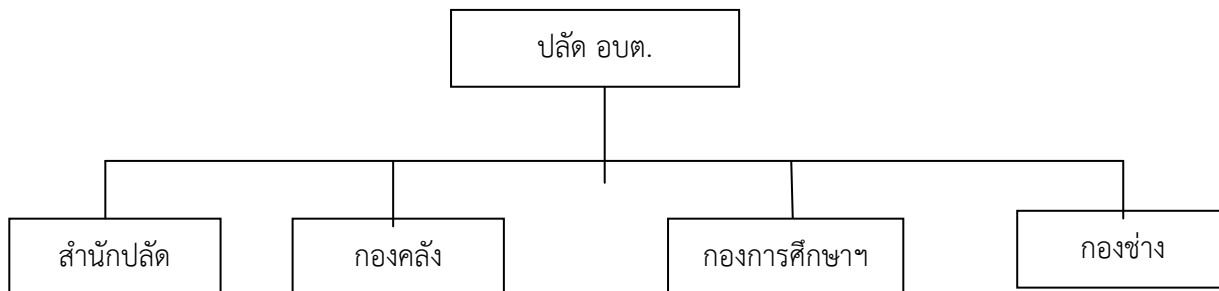 ปลัด อบต.
สำนักปลัด
กองคลัง
กองการศึกษาฯ
กองช่าง